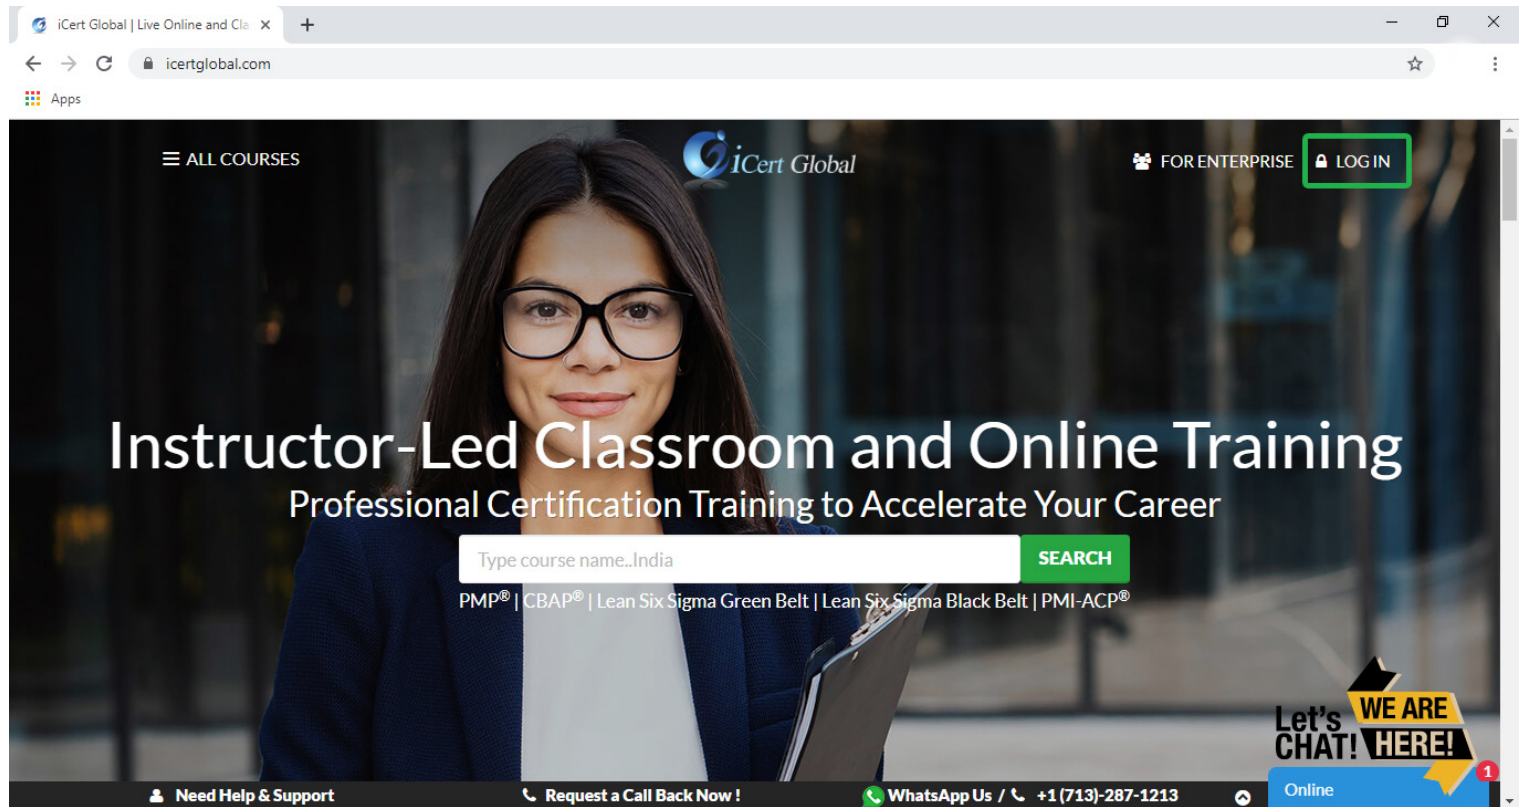 iCert Global | Live Online and Cla
icertglobal.com
Apps
ALL COURSES
iCert Global
FOR ENTERPRISE
LOG IN
Instructor-Led Classroom and Online Training
Professional Certification Training to Accelerate Your Career
Type course name..India
SEARCH
PMP® | CBAP® | Lean Six Sigma Green Belt | Lean Six Sigma Black Belt | PMI-ACP®
Let's
CHAT!
WE ARE
HERE!
Need Help & Support
Request a Call Back Now !
WhatsApp Us / +1 (713)-287-1213
Online
1